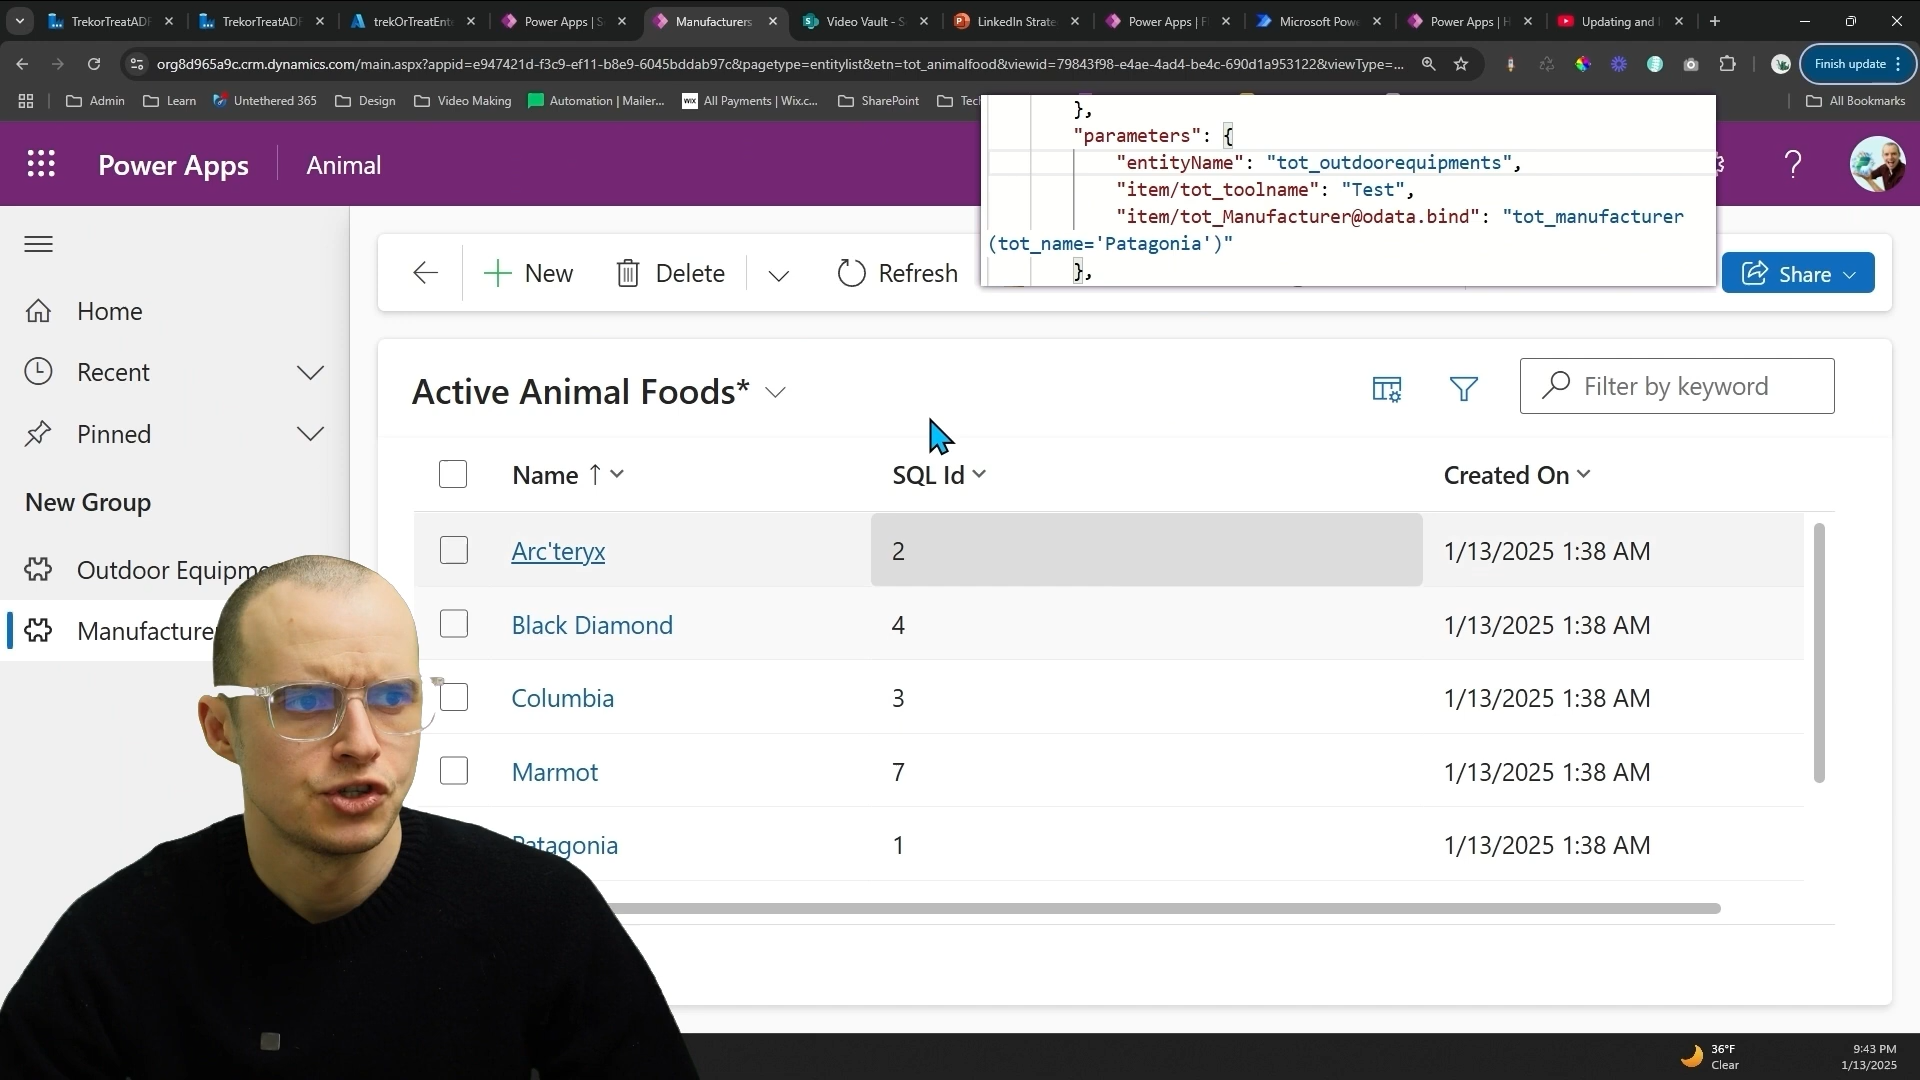 TrekorTreatADF
TrekorTreatADF
trekOrTreatEnte
Power Apps | S
Manufacturers
Video Vault - S
LinkedIn Strate
Power Apps | F
Microsoft Powe
Power Apps | H
Updating and
org8d965a9c.crm.dynamics.com/main.aspx?appid=e947421d-f3c9-ef11-b8e9-6045bddab97c&pagetype=entitylist&etn=tot_animalfood&viewid=79843f98-e4ae-4ad4-be4c-690d1a953122&viewType=...
Finish update
Admin
Learn
Untethered 365
Design
Video Making
Automation | Mailer...
WIX All Payments | Wix.c...
SharePoint
Tec
All Bookmarks
Power Apps
Animal
},
"parameters": {
"entityName": "tot_outdoorequipments",
"item/tot_toolname": "Test",
"item/tot_Manufacturer@odata.bind": "tot_manufacturer
(tot_name='Patagonia')"
},
New
Delete
Refresh
Share
Home
Recent
Pinned
New Group
Outdoor Equipme
Manufacture
Active Animal Foods*
Filter by keyword
Name ↑
SQL Id
Created On
Arc'teryx 2 1/13/2025 1:38 AM
Black Diamond 4 1/13/2025 1:38 AM
Columbia 3 1/13/2025 1:38 AM
Marmot 7 1/13/2025 1:38 AM
Patagonia 1 1/13/2025 1:38 AM
36°F
Clear
9:43 PM
1/13/2025